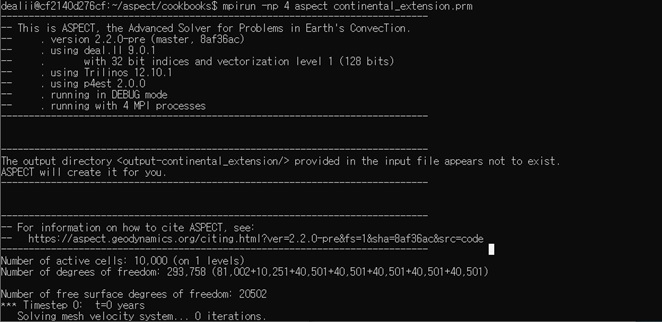 dealii@cf2140d276cf:~/aspect/cookbooks$ mpirun -np 4 aspect continental_extension.prm
-----------------------------------------------------------------------------
-- This is ASPECT, the Advanced Solver for Problems in Earth's ConvecTion.
--     . version 2.2.0-pre (master, 8af36ac)
--     . using deal.II 9.0.1
--     .       with 32 bit indices and vectorization level 1 (128 bits)
--     . using Trilinos 12.10.1
--     . using p4est 2.0.0
--     . running in DEBUG mode
--     . running with 4 MPI processes
-----------------------------------------------------------------------------
-----------------------------------------------------------------------------
The output directory <output-continental_extension/> provided in the input file appears not to exist.
ASPECT will create it for you.
-----------------------------------------------------------------------------
-----------------------------------------------------------------------------
-- For information on how to cite ASPECT, see:
--   https://aspect.geodynamics.org/citing.html?ver=2.2.0-pre&fs=1&sha=8af36ac&src=code
-----------------------------------------------------------------------------
Number of active cells: 10,000 (on 1 levels)
Number of degrees of freedom: 293,758 (81,002+10,251+40,501+40,501+40,501+40,501+40,501)
Number of free surface degrees of freedom: 20502
*** Timestep 0:  t=0 years
   Solving mesh velocity system... 0 iterations.